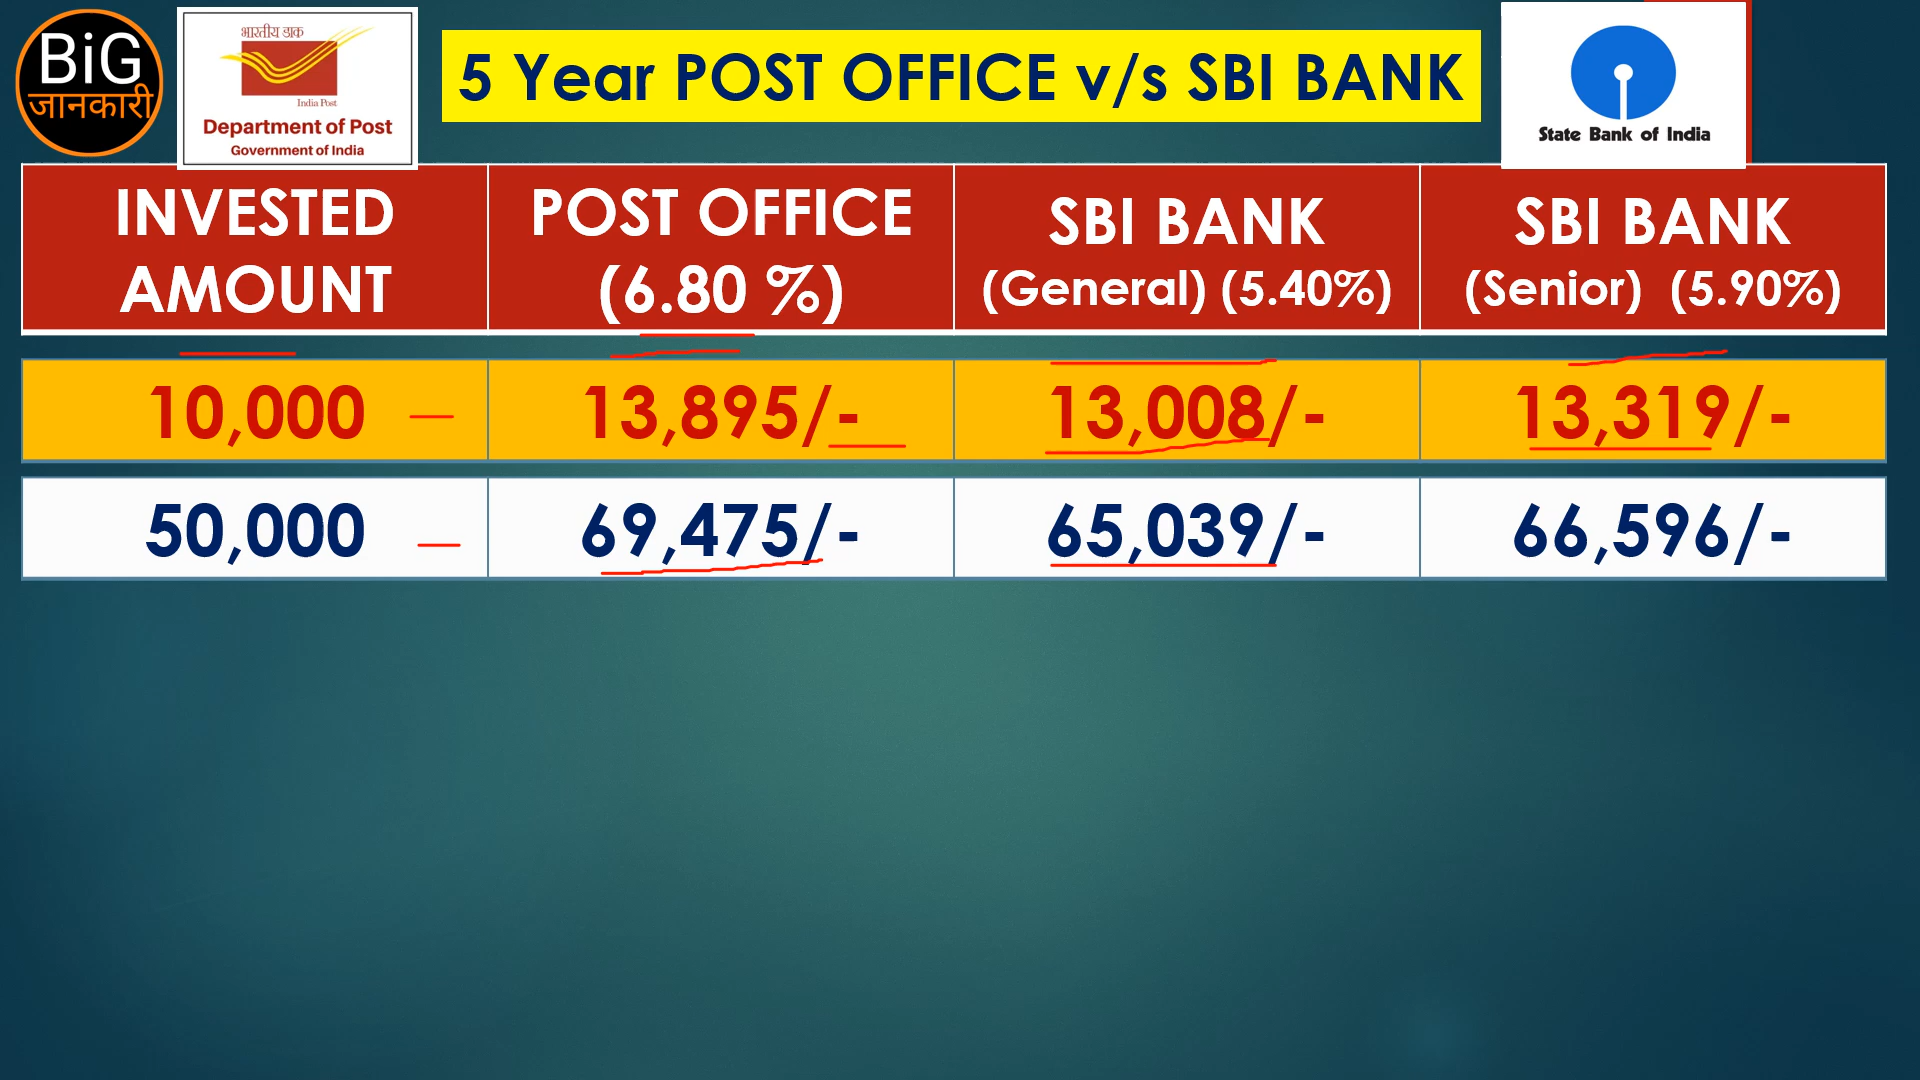 BiG
जानकारी
भारतीय डाक
India Post
Department of Post
Government of India
5 Year POST OFFICE v/s SBI BANK
State Bank of India
INVESTED
AMOUNT
POST OFFICE
(6.80 %)
SBI BANK
(General) (5.40%)
SBI BANK
(Senior) (5.90%)
10,000
13,895/-
13,008/-
13,319/-
50,000
69,475/-
65,039/-
66,596/-